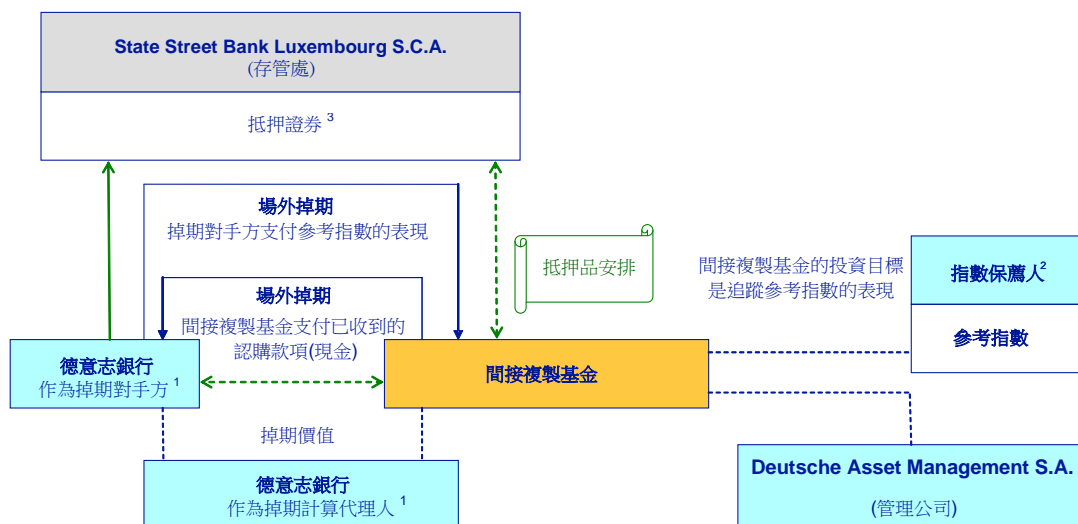 State Street Bank Luxembourg S.C.A.
(存管處)
抵押證券 3
場外掉期
掉期對手方支付參考指數的表現
場外掉期
間接複製基金支付已收到的
認購款項(現金)
抵押品安排
間接複製基金的投資目標
是追蹤參考指數的表現
指數保薦人2
參考指數
德意志銀行
作為掉期對手方 1
間接複製基金
掉期價值
德意志銀行
作為掉期計算代理人 1
Deutsche Asset Management S.A.
(管理公司)